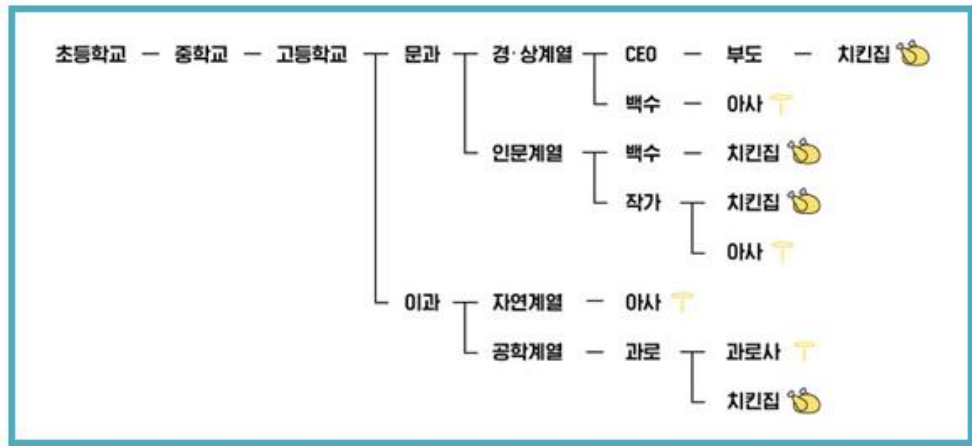 초등학교 중학교 고등학교 문과 경·상계열 CEO 부도 치킨집
백수 아사
인문계열 백수 치킨집
작가 치킨집
아사
이과 자연계열 아사
공학계열 과로 과로사
치킨집